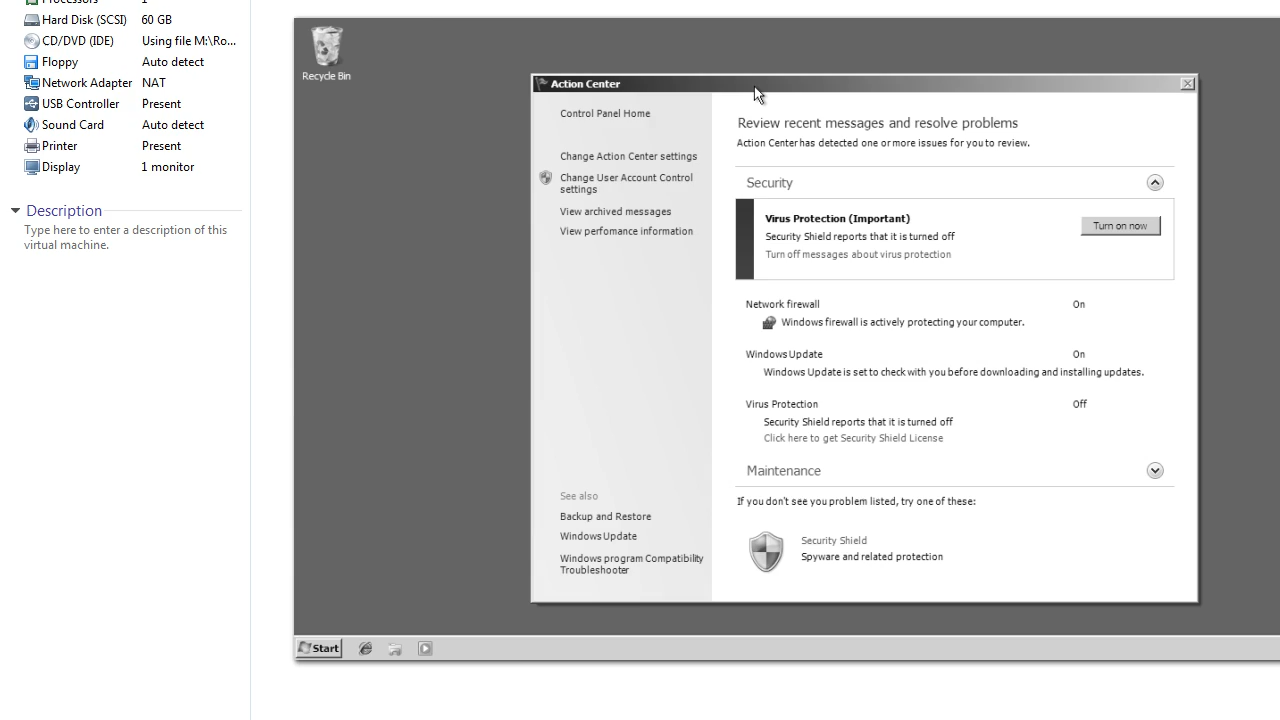 Processors 1
Hard Disk (SCSI) 60 GB
CD/DVD (IDE) Using file M:\Ro...
Floppy Auto detect
Network Adapter NAT
USB Controller Present
Sound Card Auto detect
Printer Present
Display 1 monitor
Description
Type here to enter a description of this
virtual machine.
Recycle Bin
Action Center
Control Panel Home
Change Action Center settings
Change User Account Control
settings
View archived messages
View perfomance information
See also
Backup and Restore
Windows Update
Windows program Compatibility
Troubleshooter
Review recent messages and resolve problems
Action Center has detected one or more issues for you to review.
Security
Virus Protection (Important)
Security Shield reports that it is turned off
Turn off messages about virus protection
Turn on now
Network firewall On
Windows firewall is actively protecting your computer.
Windows Update On
Windows Update is set to check with you before downloading and installing updates.
Virus Protection Off
Security Shield reports that it is turned off
Click here to get Security Shield License
Maintenance
If you don't see you problem listed, try one of these:
Security Shield
Spyware and related protection
Start